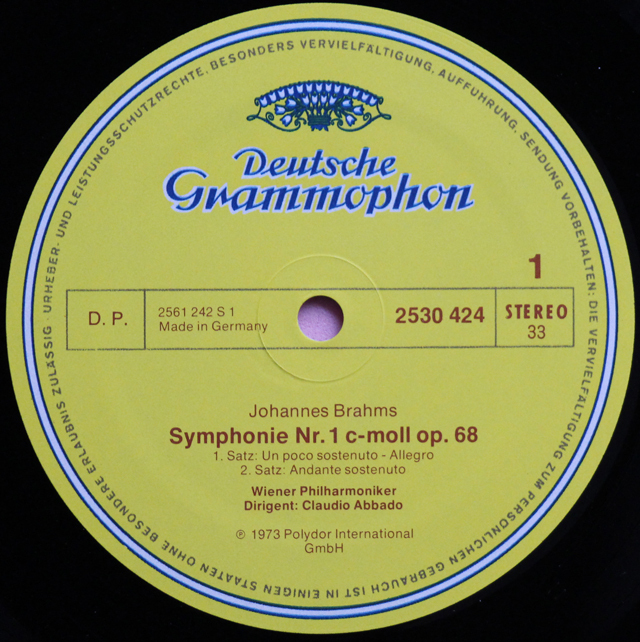 URHEBER- UND LEISTUNGSSCHUTZRECHTE, BESONDERS VERVIELFÄLTIGUNG, AUFFÜHRUNG, SENDUNG VORBEHALTEN: DIE VERVIELFÄLTIGUNG ZUM PERSÖNLICHEN GEBRAUCH IST IN EINIGEN STAATEN OHNE BESONDERE ERLAUBNIS ZULÄSSIG ·
Deutsche
Grammophon
1
D. P.
2561 242 S 1
Made in Germany
2530 424
STEREO
33
Johannes Brahms
Symphonie Nr. 1 c-moll op. 68
1. Satz: Un poco sostenuto - Allegro
2. Satz: Andante sostenuto
Wiener Philharmoniker
Dirigent: Claudio Abbado
℗ 1973 Polydor International
GmbH